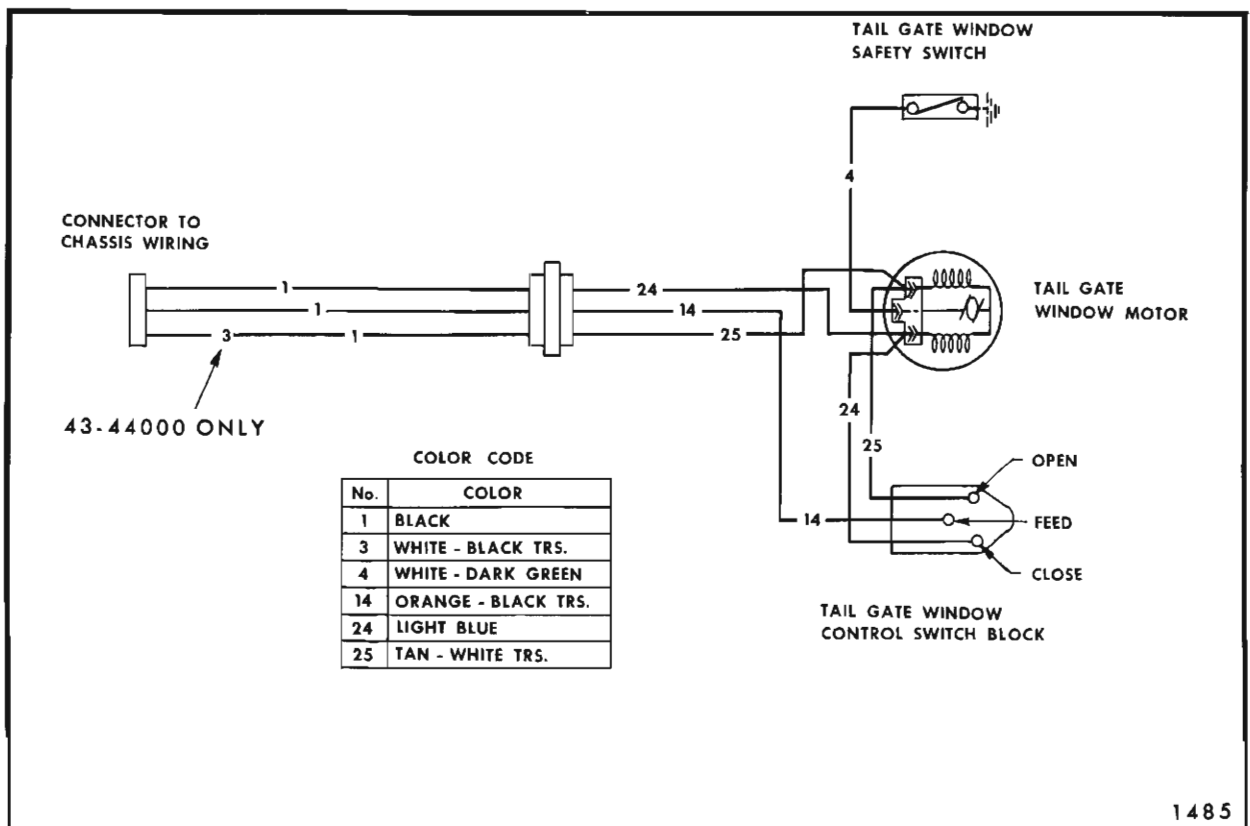 TAIL GATE WINDOW
SAFETY SWITCH
4
CONNECTOR TO
CHASSIS WIRING
1
1
3 1
24
14
25
TAIL GATE
WINDOW MOTOR
43-44000 ONLY
24
25
14
OPEN
FEED
CLOSE
TAIL GATE WINDOW
CONTROL SWITCH BLOCK
COLOR CODE
No. COLOR
1 BLACK
3 WHITE - BLACK TRS.
4 WHITE - DARK GREEN
14 ORANGE - BLACK TRS.
24 LIGHT BLUE
25 TAN - WHITE TRS.
1485